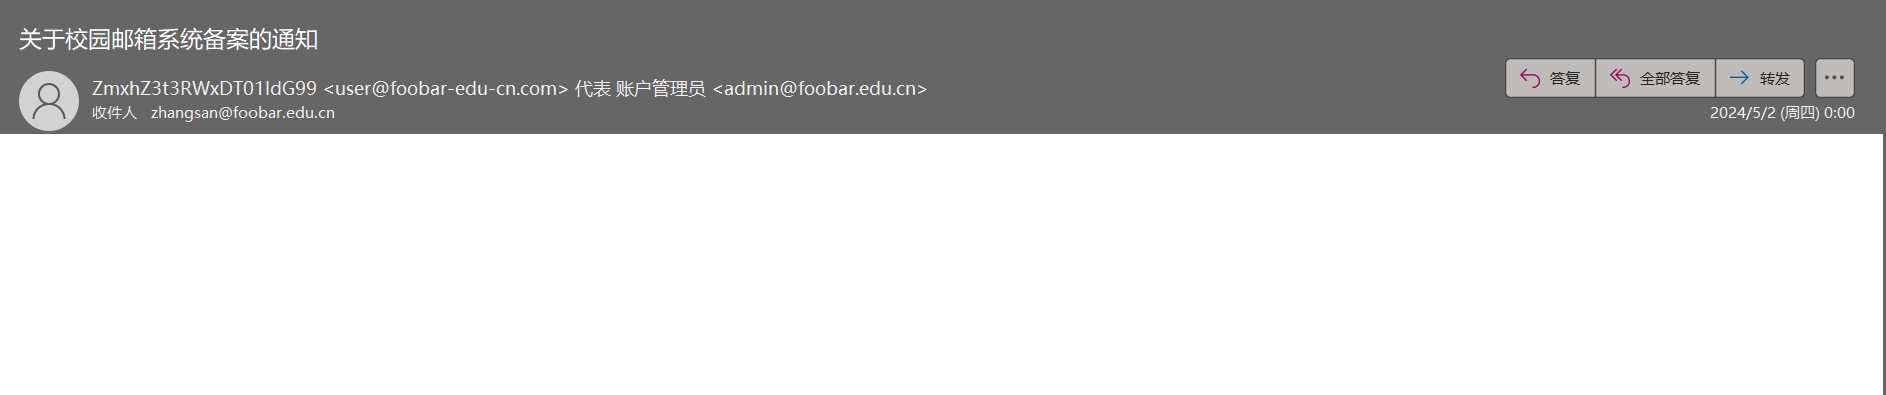 关于校园邮箱系统备案的通知
ZmxhZ3t3RWxDT01ldG99 <user@foobar-edu-cn.com> 代表 账户管理员 <admin@foobar.edu.cn>
收件人 zhangsan@foobar.edu.cn
答复 全部答复 转发
2024/5/2 (周四) 0:00